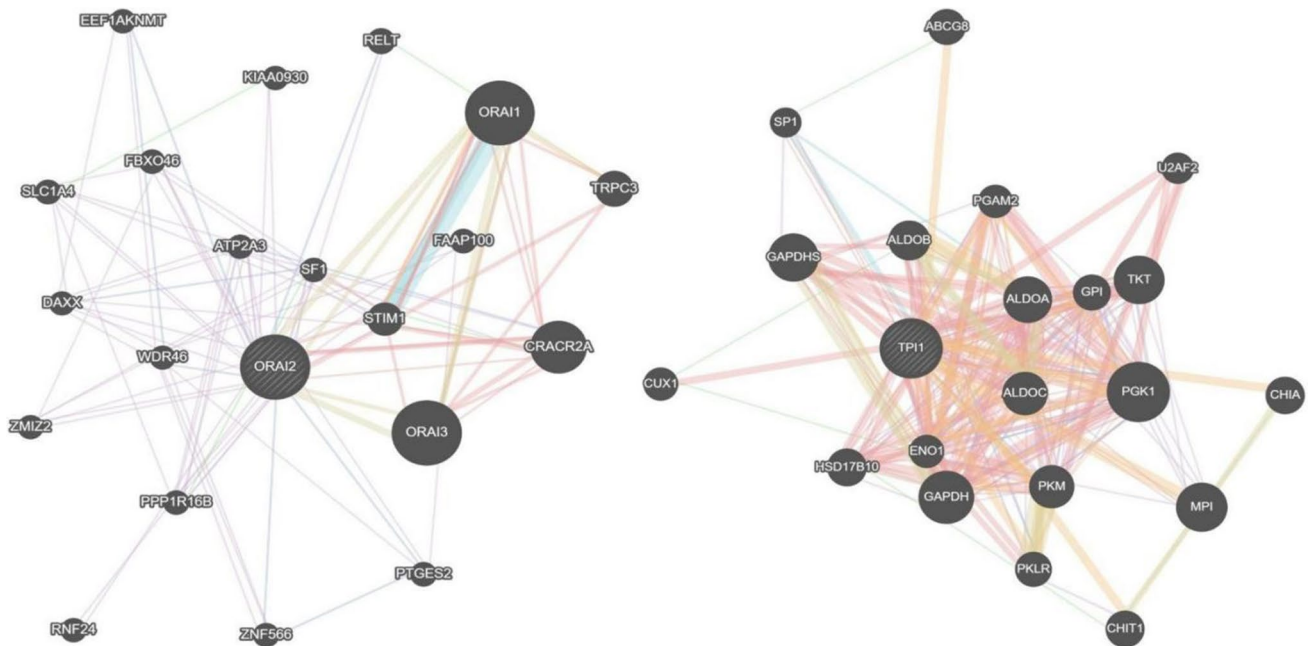 EEF1AKNMT
RELT
KIAA0930
ORAI1
FBXO46
SLC1A4
TRPC3
ATP2A3
FAAP100
SF1
DAXX
STIM1
WDR46
ORAI2
CRACR2A
ZMIZ2
ORAI3
PPP1R16B
PTGES2
RNF24
ZNF566
ABCG8
SP1
U2AF2
PGAM2
ALDOB
GAPDHS
TKT
GPI
ALDOA
TPI1
CUX1
ALDOC
PGK1
CHIA
ENO1
HSD17B10
GAPDH
PKM
MPI
PKLR
CHIT1